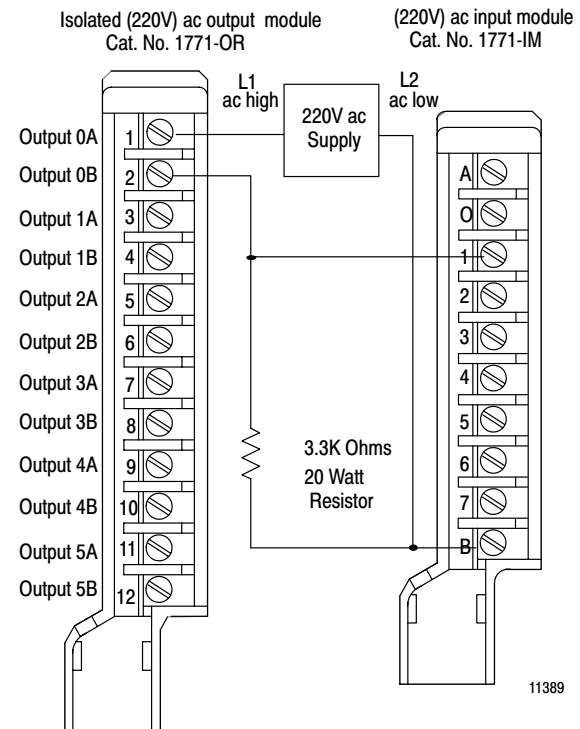 Isolated (220V) ac output module
Cat. No. 1771-OR
(220V) ac input module
Cat. No. 1771-IM
L1
ac high
220V ac
Supply
L2
ac low
Output 0A 1
Output 0B 2
Output 1A 3
Output 1B 4
Output 2A 5
Output 2B 6
Output 3A 7
Output 3B 8
Output 4A 9
Output 4B 10
Output 5A 11
Output 5B 12
A
O
1
2
3
4
5
6
7
B
3.3K Ohms
20 Watt
Resistor
11389